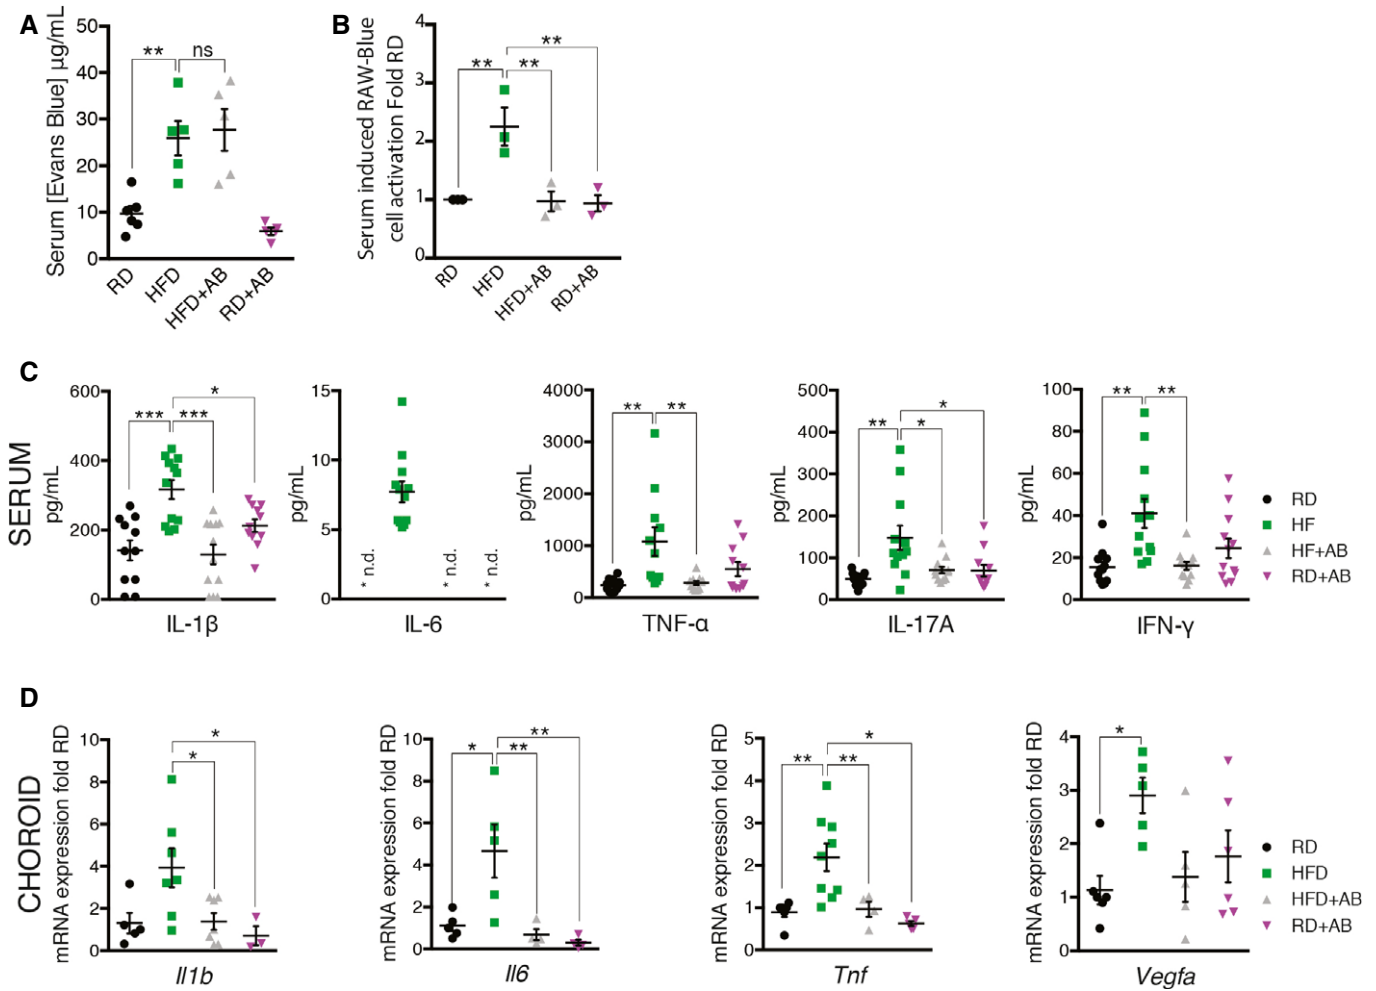 A
Serum [Evans Blue] µg/mL
50
40
30
20
10
0
** ns
RD
HFD
HFD+AB
RD+AB
B
Serum induced RAW-Blue
cell activation Fold RD
4
3
2
1
0
**
** **
RD
HFD
HFD+AB
RD+AB
C
SERUM
pg/mL
600
400
200
0
*
*** ***
IL-1β
pg/mL
15
10
5
0
* n.d.
* n.d.
* n.d.
IL-6
pg/mL
4000
3000
2000
1000
0
** **
TNF-α
pg/mL
500
400
300
200
100
0
*
** *
IL-17A
pg/mL
100
80
60
40
20
0
** **
IFN-γ
RD
HF
HF+AB
RD+AB
D
CHOROID
mRNA expression fold RD
10
8
6
4
2
0
*
*
Il1b
mRNA expression fold RD
10
8
6
4
2
0
**
* **
Il6
mRNA expression fold RD
5
4
3
2
1
0
*
** **
Tnf
mRNA expression fold RD
4
3
2
1
0
*
Vegfa
RD
HFD
HFD+AB
RD+AB